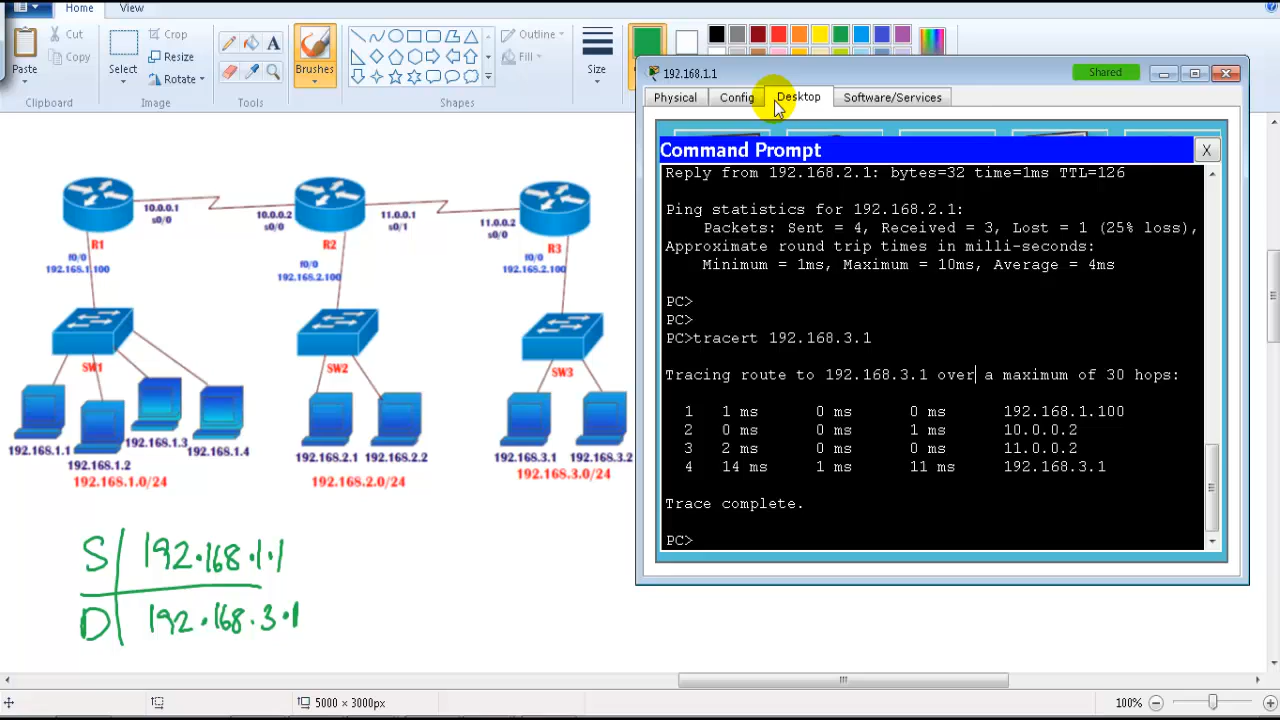 Home View
Paste
Cut
Copy
Clipboard
Select
Crop
Resize
Rotate
Image
A
Tools
Brushes
Shapes
Outline
Fill
Size
192.168.1.1
Shared
Physical Config Desktop Software/Services
Command Prompt X
Reply from 192.168.2.1: bytes=32 time=1ms TTL=126
Ping statistics for 192.168.2.1:
Packets: Sent = 4, Received = 3, Lost = 1 (25% loss),
Approximate round trip times in milli-seconds:
Minimum = 1ms, Maximum = 10ms, Average = 4ms
PC>
PC>
PC>tracert 192.168.3.1
Tracing route to 192.168.3.1 over a maximum of 30 hops:
1 1 ms 0 ms 0 ms 192.168.1.100
2 0 ms 0 ms 1 ms 10.0.0.2
3 2 ms 0 ms 0 ms 11.0.0.2
4 14 ms 1 ms 11 ms 192.168.3.1
Trace complete.
PC>
10.0.0.1
s0/0
10.0.0.2
s0/0
11.0.0.1
s0/1
11.0.0.2
s0/0
R1
R2
R3
f0/0
192.168.1.100
f0/0
192.168.2.100
f0/0
192.168.2.100
SW1
SW2
SW3
192.168.1.1
192.168.1.2
192.168.1.3
192.168.1.4
192.168.2.1 192.168.2.2
192.168.3.1 192.168.3.2
192.168.1.0/24
192.168.2.0/24
192.168.3.0/24
S 192.168.1.1
D 192.168.3.1
5000 × 3000px
100%